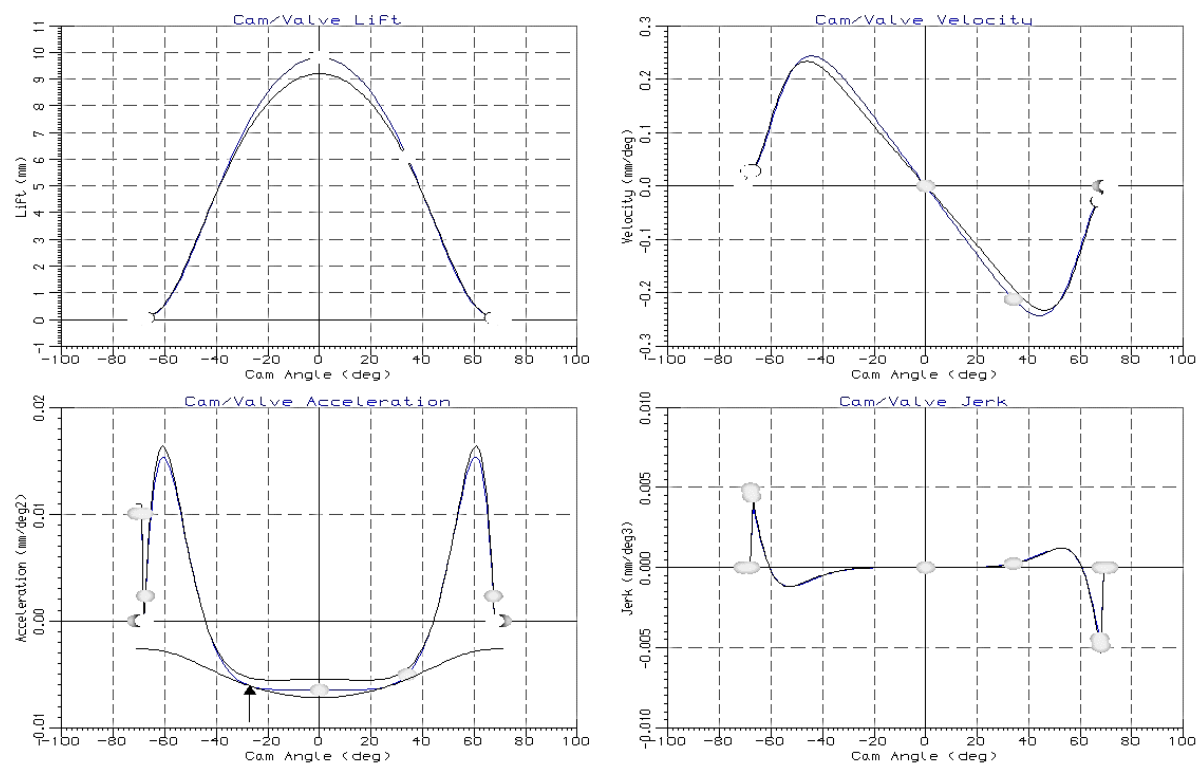 Cam/Valve Lift
11
10
9
8
7
6
5
4
3
2
1
0
-1
Lift (mm)
-100 -80 -60 -40 -20 0 20 40 60 80 100
Cam Angle (deg)
Cam/Valve Velocity
0.3
0.2
0.1
0.0
-0.1
-0.2
-0.3
Velocity (mm/deg)
-100 -80 -60 -40 -20 0 20 40 60 80 100
Cam Angle (deg)
Cam/Valve Acceleration
0.02
0.01
0.00
-0.01
Acceleration (mm/deg2)
-100 -80 -60 -40 -20 0 20 40 60 80 100
Cam Angle (deg)
Cam/Valve Jerk
0.010
0.005
0.000
-0.005
-0.010
Jerk (mm/deg3)
-100 -80 -60 -40 -20 0 20 40 60 80 100
Cam Angle (deg)